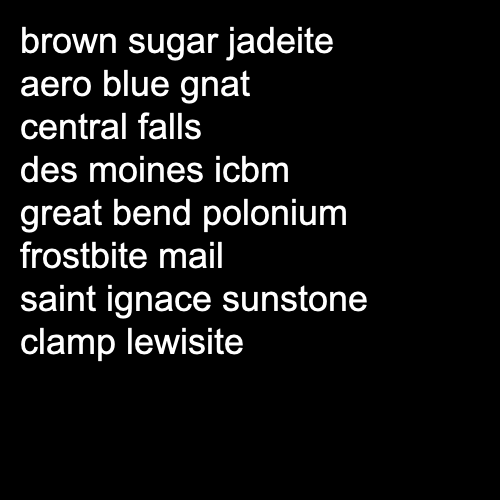 brown sugar jadeite
aero blue gnat
central falls
des moines icbm
great bend polonium
frostbite mail
saint ignace sunstone
clamp lewisite